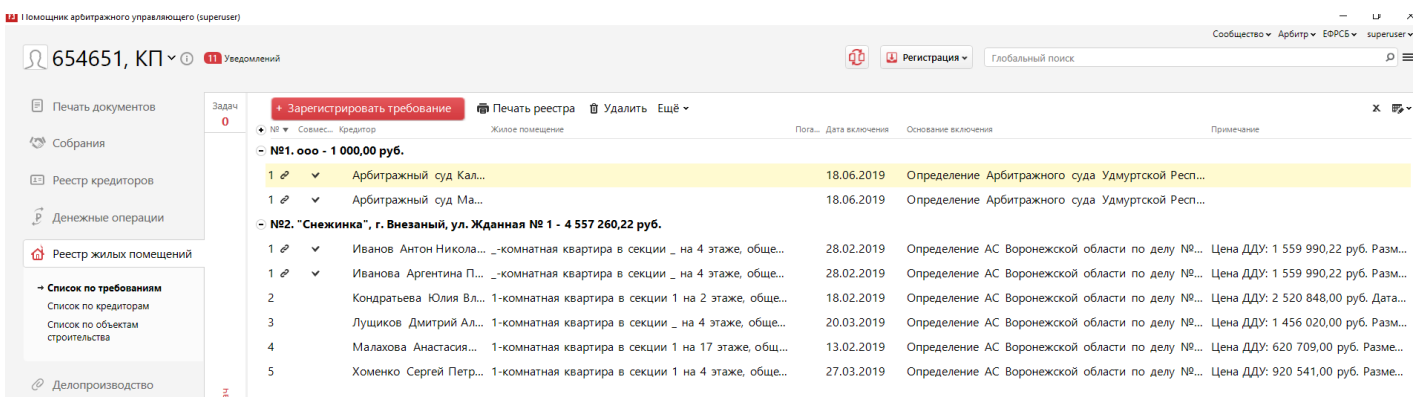 Помощник арбитражного управляющего (superuser)
Сообщество Арбитр ЕФРСБ superuser
654651, КП 11 Уведомлений Регистрация Глобальный поиск
Печать документов
Собрания
Реестр кредиторов
Денежные операции
Реестр жилых помещений
→ Список по требованиям
Список по кредиторам
Список по объектам
строительства
Делопроизводство
Задач
0
+ Зарегистрировать требование Печать реестра Удалить Ещё
№ Совмес... Кредитор Жилое помещение Пога... Дата включения Основание включения Примечание
№1. ооо - 1 000,00 руб.
1 Арбитражный суд Кал... 18.06.2019 Определение Арбитражного суда Удмуртской Респ...
1 Арбитражный суд Ма... 18.06.2019 Определение Арбитражного суда Удмуртской Респ...
№2. "Снежинка", г. Внезаный, ул. Жданная № 1 - 4 557 260,22 руб.
1 Иванов Антон Никола... _-комнатная квартира в секции _ на 4 этаже, обще... 28.02.2019 Определение АС Воронежской области по делу №... Цена ДДУ: 1 559 990,22 руб. Разм...
1 Иванова Аргентина П... _-комнатная квартира в секции _ на 4 этаже, обще... 28.02.2019 Определение АС Воронежской области по делу №... Цена ДДУ: 1 559 990,22 руб. Разм...
2 Кондратьева Юлия Вл... 1-комнатная квартира в секции 1 на 2 этаже, обще... 18.02.2019 Определение АС Воронежской области по делу №... Цена ДДУ: 2 520 848,00 руб. Дата...
3 Лущиков Дмитрий Ал... 1-комнатная квартира в секции _ на 4 этаже, обще... 20.03.2019 Определение АС Воронежской области по делу №... Цена ДДУ: 1 456 020,00 руб. Разм...
4 Малахова Анастасия... 1-комнатная квартира в секции 1 на 17 этаже, общ... 13.02.2019 Определение АС Воронежской области по делу №... Цена ДДУ: 620 709,00 руб. Разме...
5 Хоменко Сергей Петр... 1-комнатная квартира в секции 1 на 4 этаже, обще... 27.03.2019 Определение АС Воронежской области по делу №... Цена ДДУ: 920 541,00 руб. Разме...